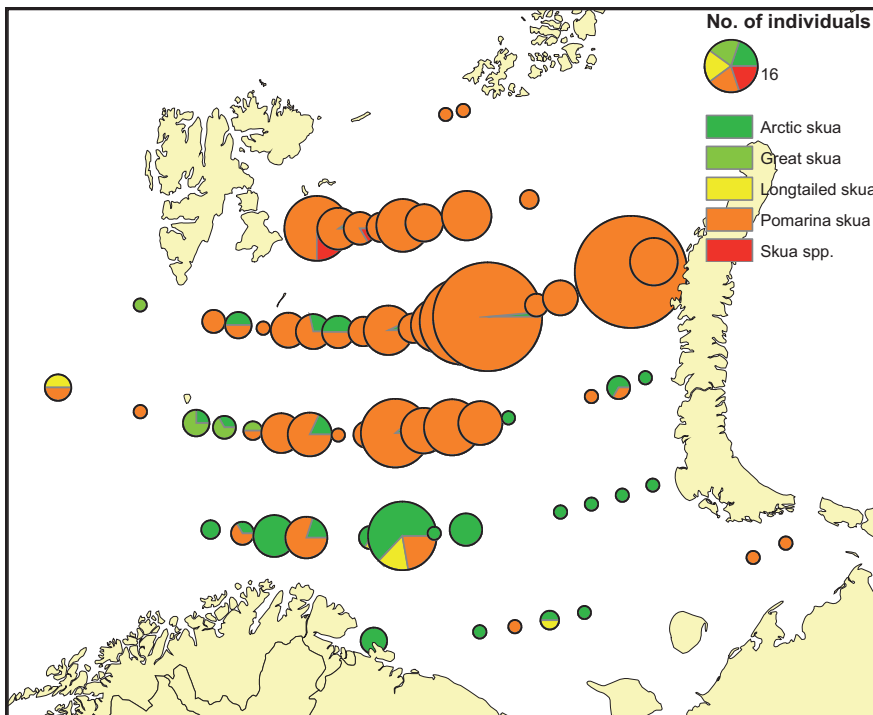 No. of individuals
16
Arctic skua
Great skua
Longtailed skua
Pomarina skua
Skua spp.